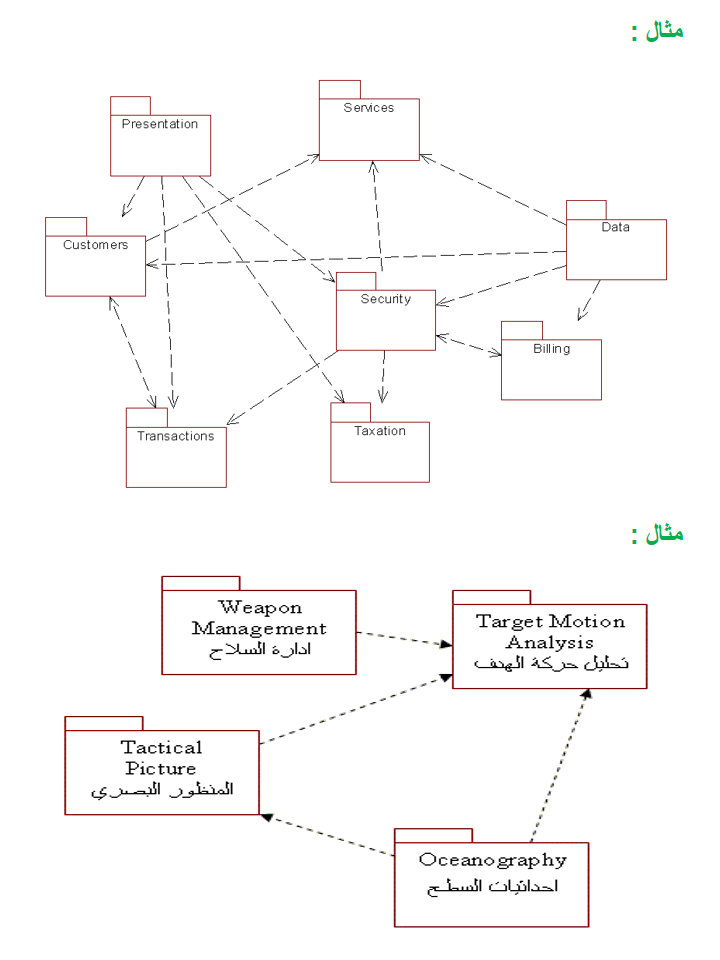 مثال :
Services
Presentation
Data
Customers
Security
Billing
Transactions
Taxation
مثال :
Weapon
Management
ادارة السلاح
Target Motion
Analysis
تحليل حركة الهدف
Tactical
Picture
المنظور البصري
Oceanography
احداثيات السطح